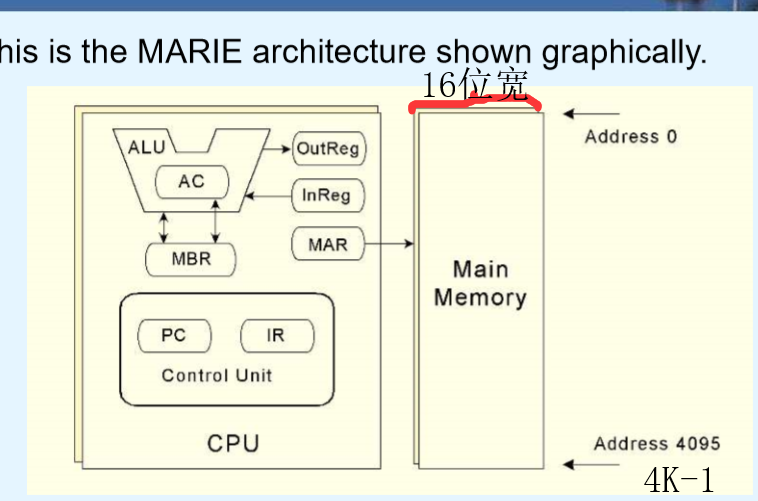 his is the MARIE architecture shown graphically.
16位宽
Address 0
ALU
OutReg
AC
InReg
MAR
MBR
Main
Memory
PC
IR
Control Unit
CPU
Address 4095
4K-1